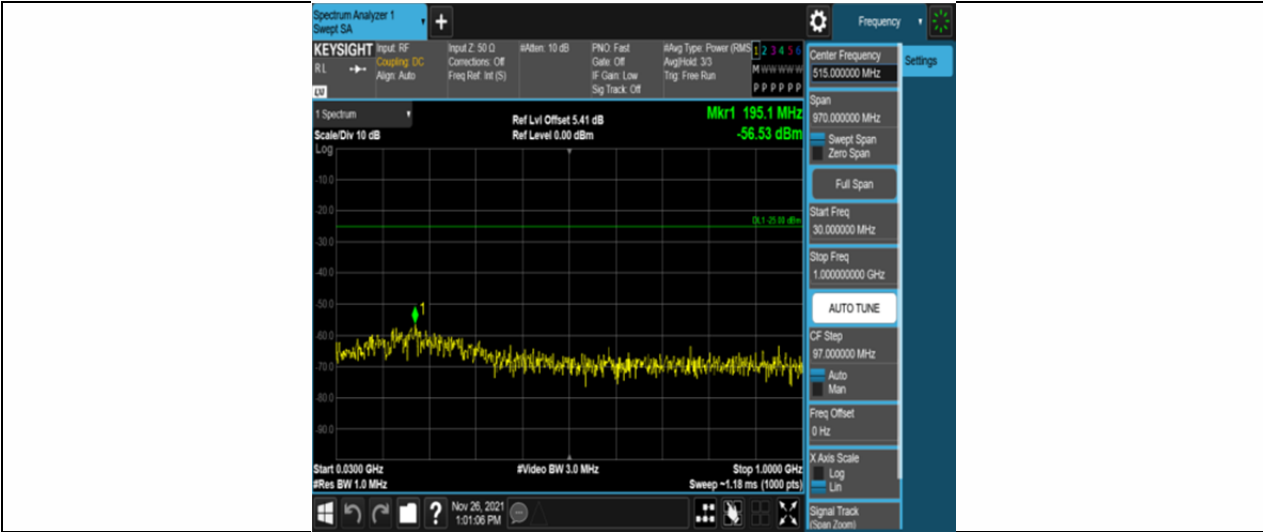 Spectrum Analyzer 1
Swept SA
+
Frequency
KEYSIGHT
RL
LV
Input: RF
Coupling: DC
Align: Auto
Input Z: 50 Ω
Corrections: Off
Freq Ref: Int (S)
#Atten: 10 dB
PNO: Fast
Gate: Off
IF Gain: Low
Sig Track: Off
#Avg Type: Power (RMS
Avg|Hold: 3/3
Trig: Free Run
1 2 3 4 5 6
M W W W W W
P P P P P P
Center Frequency
515.000000 MHz
Settings
1 Spectrum
Scale/Div 10 dB
Ref Lvl Offset 5.41 dB
Ref Level 0.00 dBm
Mkr1 195.1 MHz
-56.53 dBm
Log
-10.0
-20.0
-30.0
-40.0
-50.0
-60.0
-70.0
-80.0
-90.0
DL1 -25.00 dBm
1
Start 0.0300 GHz
#Res BW 1.0 MHz
#Video BW 3.0 MHz
Stop 1.0000 GHz
Sweep ~1.18 ms (1000 pts)
Span
970.000000 MHz
Swept Span
Zero Span
Full Span
Start Freq
30.000000 MHz
Stop Freq
1.000000000 GHz
AUTO TUNE
CF Step
97.000000 MHz
Auto
Man
Freq Offset
0 Hz
X Axis Scale
Log
Lin
Signal Track
(Span Zoom)
?
Nov 26, 2021
1:01:06 PM